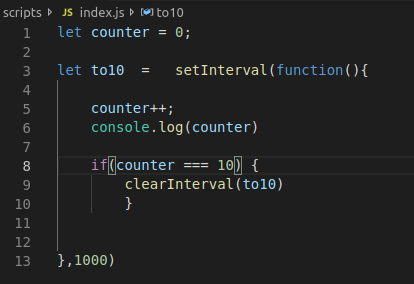 scripts > JS index.js > to10
1 let counter = 0;
2
3 let to10  =   setInterval(function(){
4
5     counter++;
6     console.log(counter)
7
8     if(counter === 10) {
9         clearInterval(to10)
10         }
11
12
13 },1000)